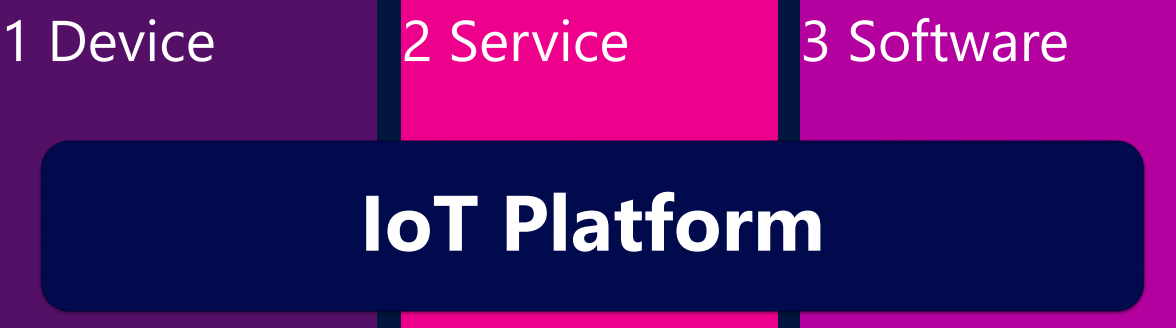 1 Device
2 Service
3 Software
IoT Platform